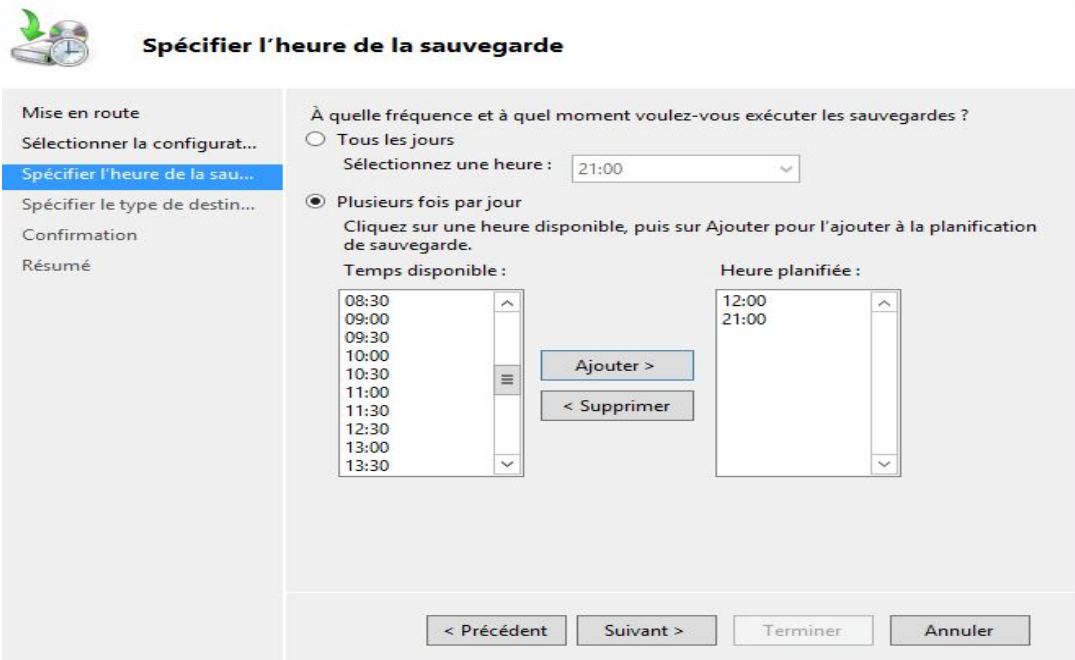 Spécifier l'heure de la sauvegarde
Mise en route
Sélectionner la configurat...
Spécifier l'heure de la sau...
Spécifier le type de destin...
Confirmation
Résumé
À quelle fréquence et à quel moment voulez-vous exécuter les sauvegardes ?
Tous les jours
Sélectionnez une heure :
21:00
Plusieurs fois par jour
Cliquez sur une heure disponible, puis sur Ajouter pour l'ajouter à la planification
de sauvegarde.
Temps disponible :
08:30
09:00
09:30
10:00
10:30
11:00
11:30
12:30
13:00
13:30
Ajouter >
< Supprimer
Heure planifiée :
12:00
21:00
< Précédent
Suivant >
Terminer
Annuler